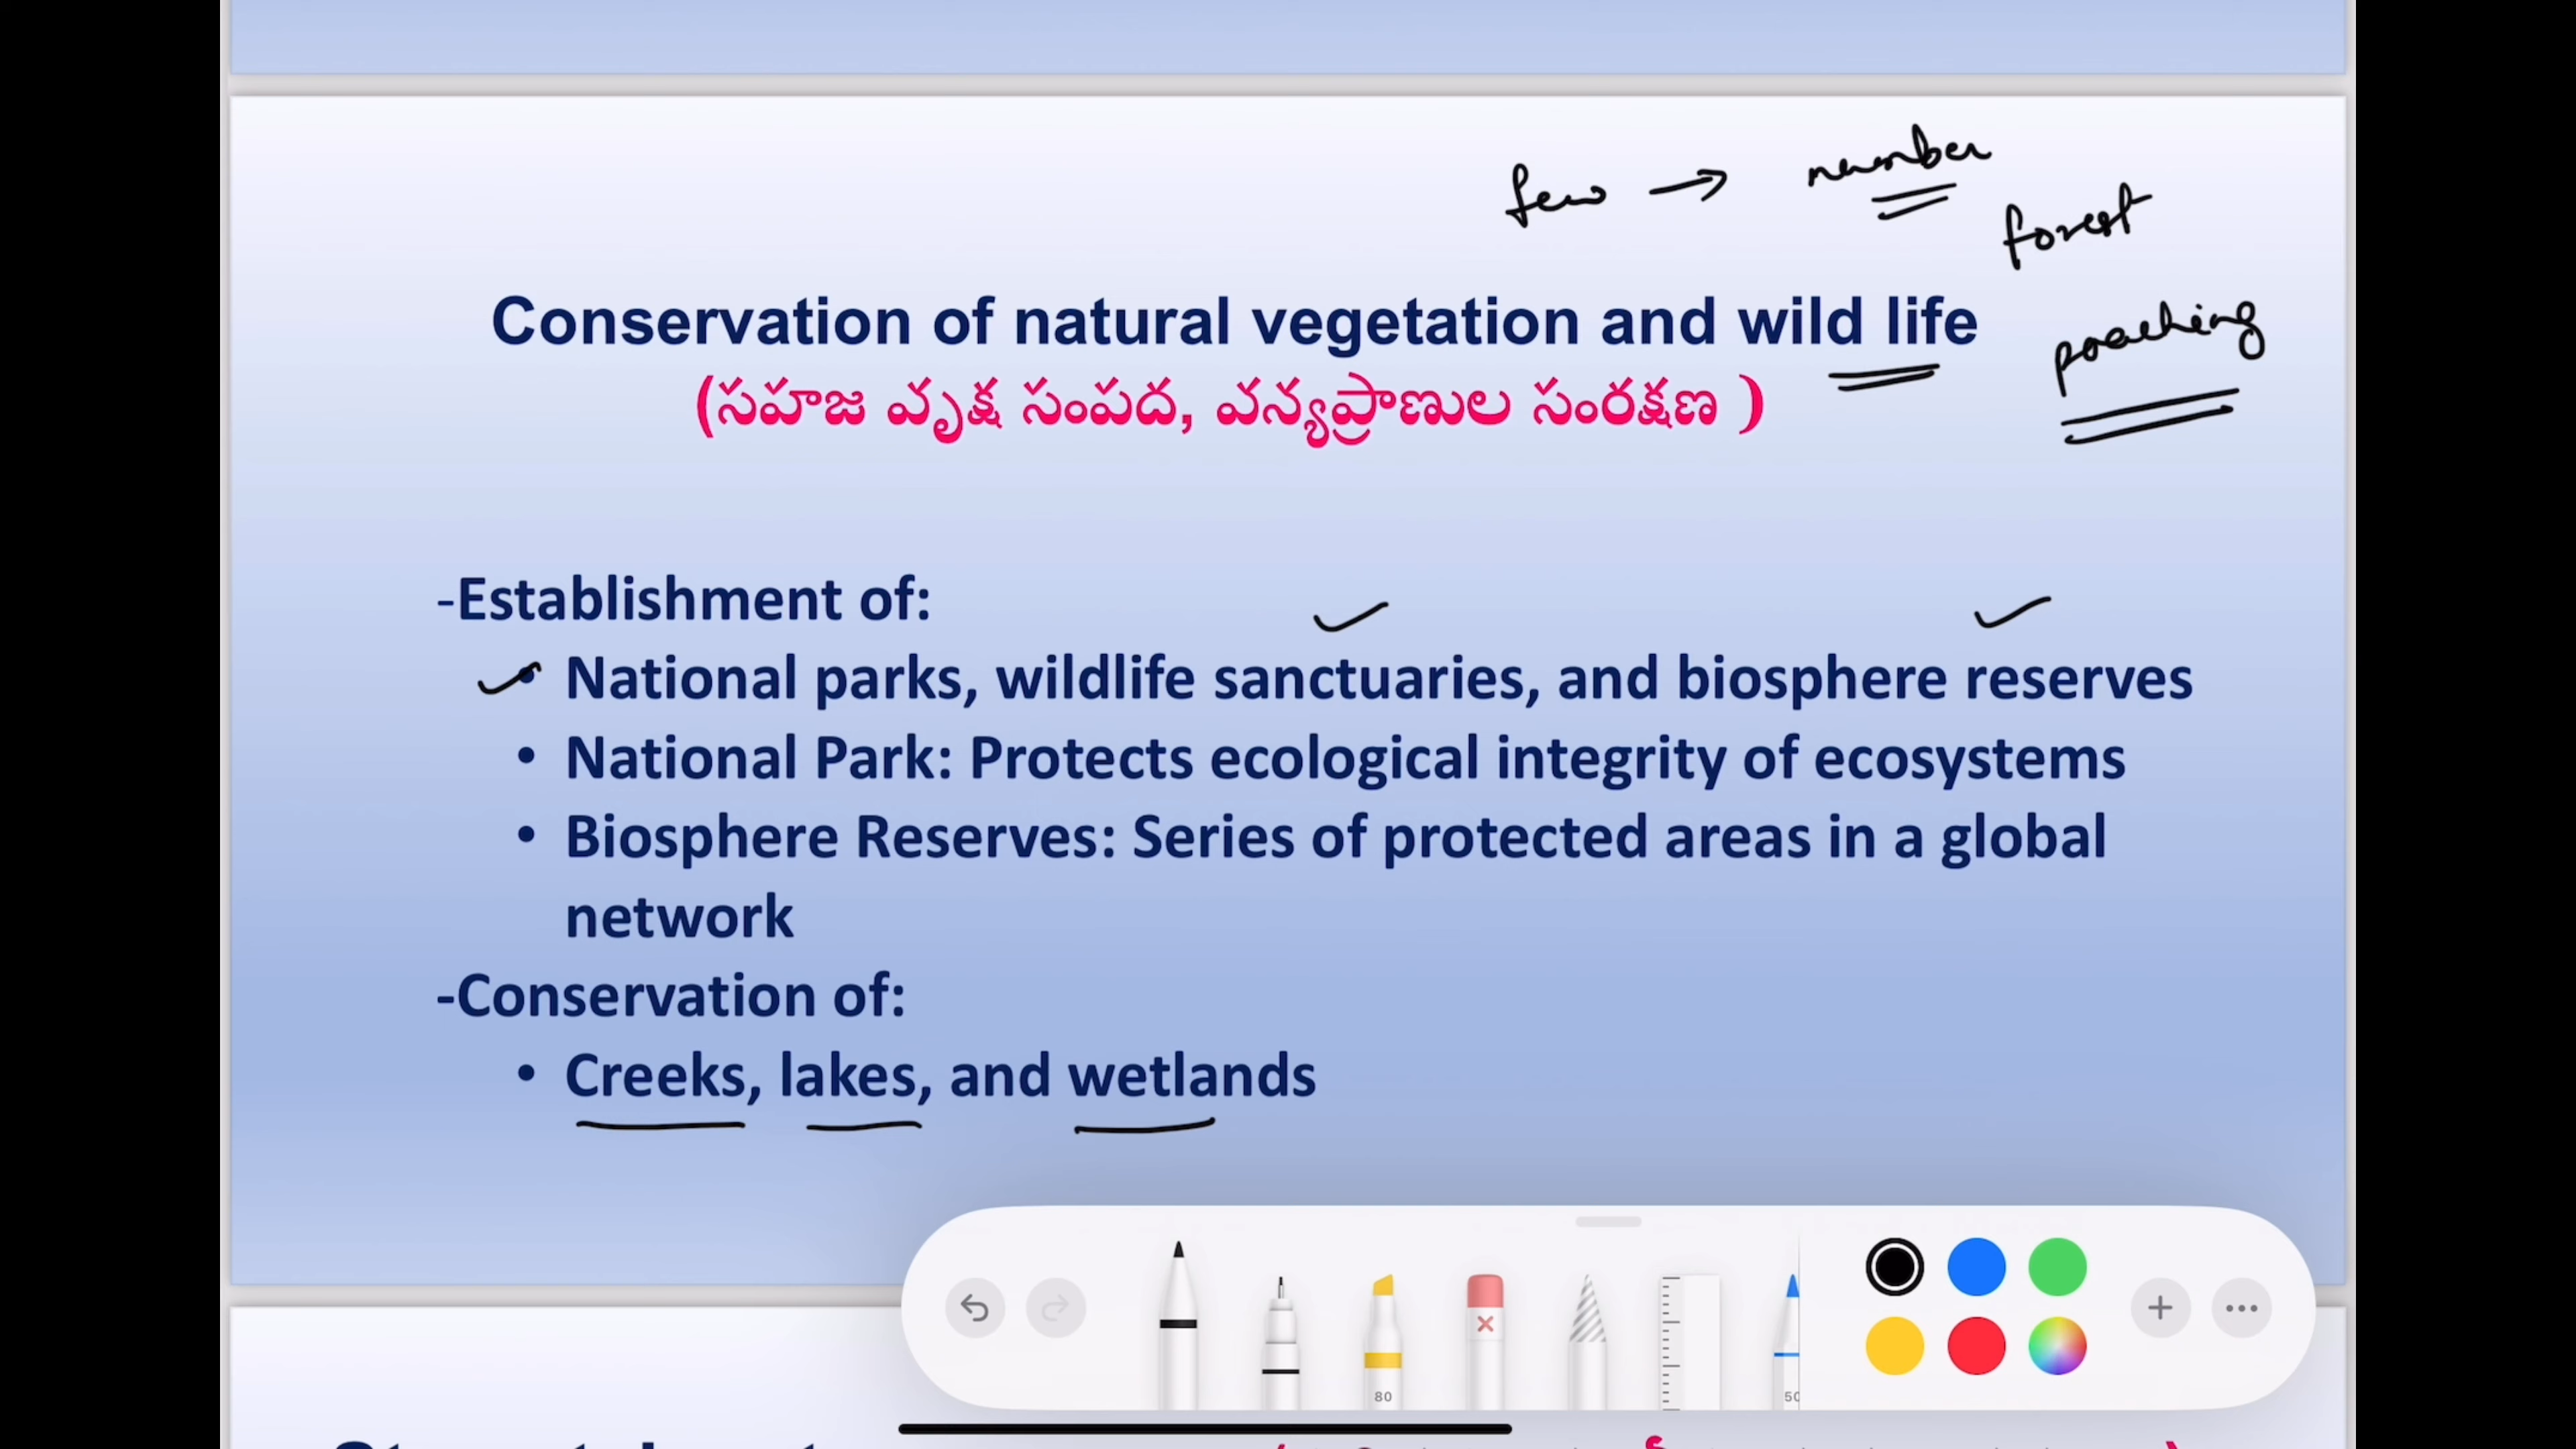 few → number
forest
Conservation of natural vegetation and wild life
poaching
(సహజ వృక్ష సంపద, వన్యప్రాణుల సంరక్షణ )
-Establishment of:
• National parks, wildlife sanctuaries, and biosphere reserves
• National Park: Protects ecological integrity of ecosystems
• Biosphere Reserves: Series of protected areas in a global
network
-Conservation of:
• Creeks, lakes, and wetlands
80
50